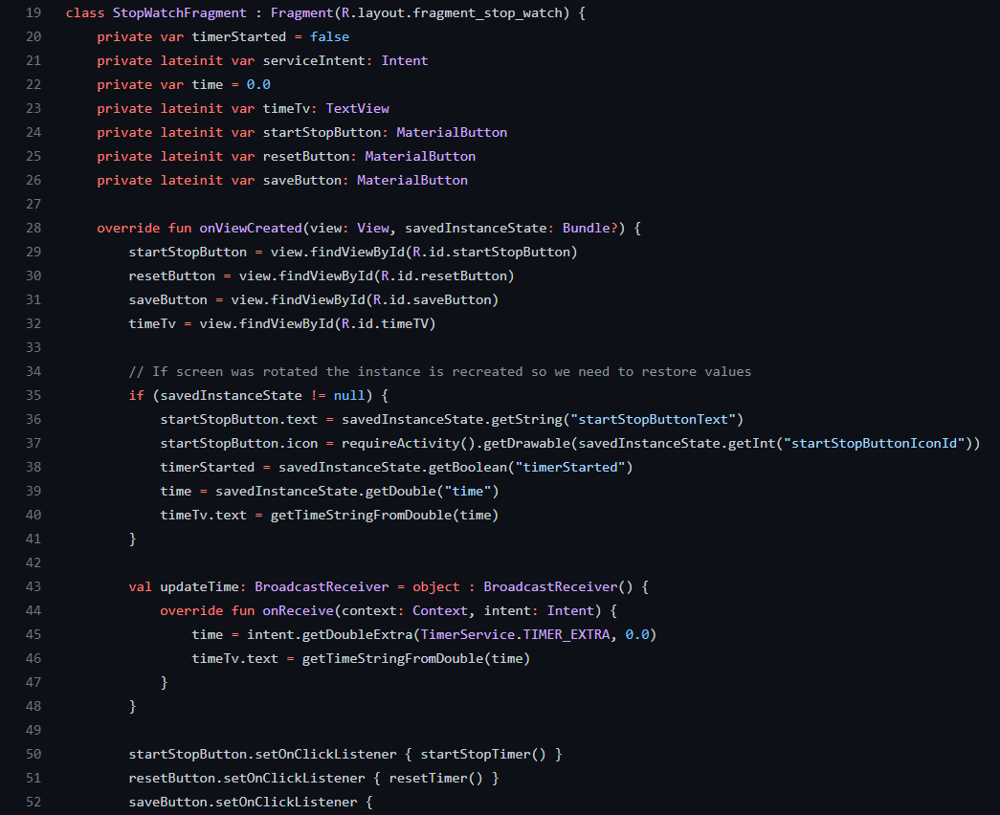 19 class StopWatchFragment : Fragment(R.layout.fragment_stop_watch) {
20     private var timerStarted = false
21     private lateinit var serviceIntent: Intent
22     private var time = 0.0
23     private lateinit var timeTv: TextView
24     private lateinit var startStopButton: MaterialButton
25     private lateinit var resetButton: MaterialButton
26     private lateinit var saveButton: MaterialButton
27
28     override fun onViewCreated(view: View, savedInstanceState: Bundle?) {
29         startStopButton = view.findViewById(R.id.startStopButton)
30         resetButton = view.findViewById(R.id.resetButton)
31         saveButton = view.findViewById(R.id.saveButton)
32         timeTv = view.findViewById(R.id.timeTV)
33
34         // If screen was rotated the instance is recreated so we need to restore values
35         if (savedInstanceState != null) {
36             startStopButton.text = savedInstanceState.getString("startStopButtonText")
37             startStopButton.icon = requireActivity().getDrawable(savedInstanceState.getInt("startStopButtonIconId"))
38             timerStarted = savedInstanceState.getBoolean("timerStarted")
39             time = savedInstanceState.getDouble("time")
40             timeTv.text = getTimeStringFromDouble(time)
41         }
42
43         val updateTime: BroadcastReceiver = object : BroadcastReceiver() {
44             override fun onReceive(context: Context, intent: Intent) {
45                 time = intent.getDoubleExtra(TimerService.TIMER_EXTRA, 0.0)
46                 timeTv.text = getTimeStringFromDouble(time)
47             }
48         }
49
50         startStopButton.setOnClickListener { startStopTimer() }
51         resetButton.setOnClickListener { resetTimer() }
52         saveButton.setOnClickListener {